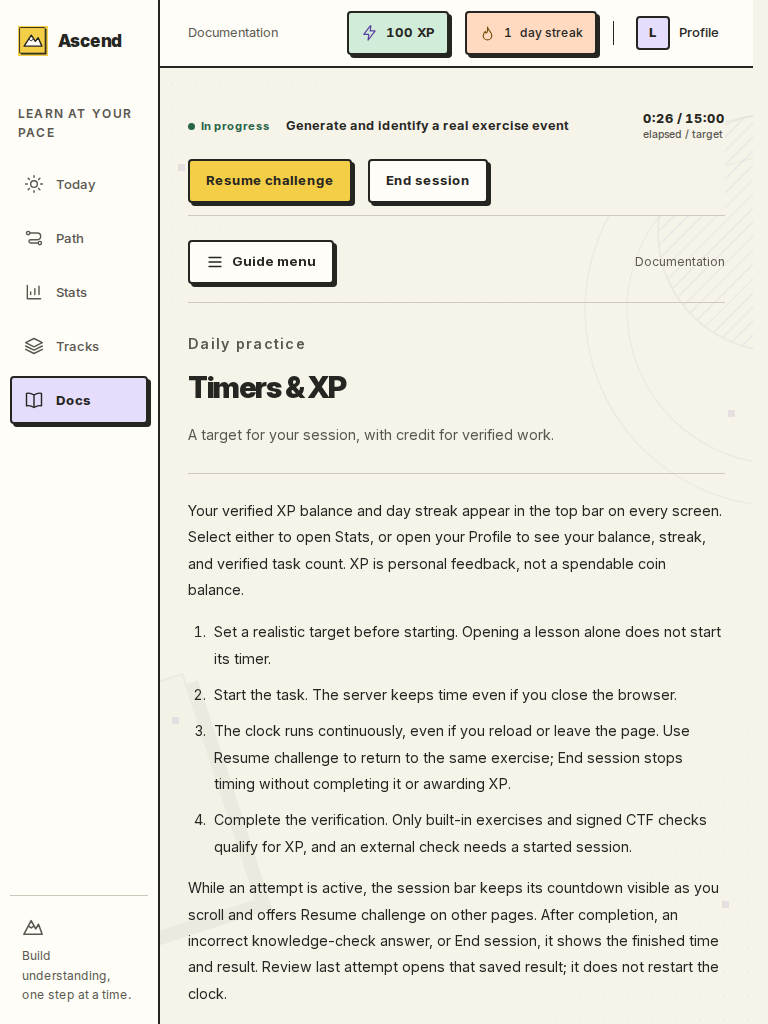 Ascend
LEARN AT YOUR
PACE
Today
Path
Stats
Tracks
Docs
Build
understanding,
one step at a time.
Documentation
100 XP
1 day streak
L
Profile
In progress
Generate and identify a real exercise event
0:26 / 15:00
elapsed / target
Resume challenge
End session
Guide menu
Documentation
Daily practice
Timers & XP
A target for your session, with credit for verified work.
Your verified XP balance and day streak appear in the top bar on every screen.
Select either to open Stats, or open your Profile to see your balance, streak,
and verified task count. XP is personal feedback, not a spendable coin
balance.
1. Set a realistic target before starting. Opening a lesson alone does not start
its timer.
2. Start the task. The server keeps time even if you close the browser.
3. The clock runs continuously, even if you reload or leave the page. Use
Resume challenge to return to the same exercise; End session stops
timing without completing it or awarding XP.
4. Complete the verification. Only built-in exercises and signed CTF checks
qualify for XP, and an external check needs a started session.
While an attempt is active, the session bar keeps its countdown visible as you
scroll and offers Resume challenge on other pages. After completion, an
incorrect knowledge-check answer, or End session, it shows the finished time
and result. Review last attempt opens that saved result; it does not restart the
clock.